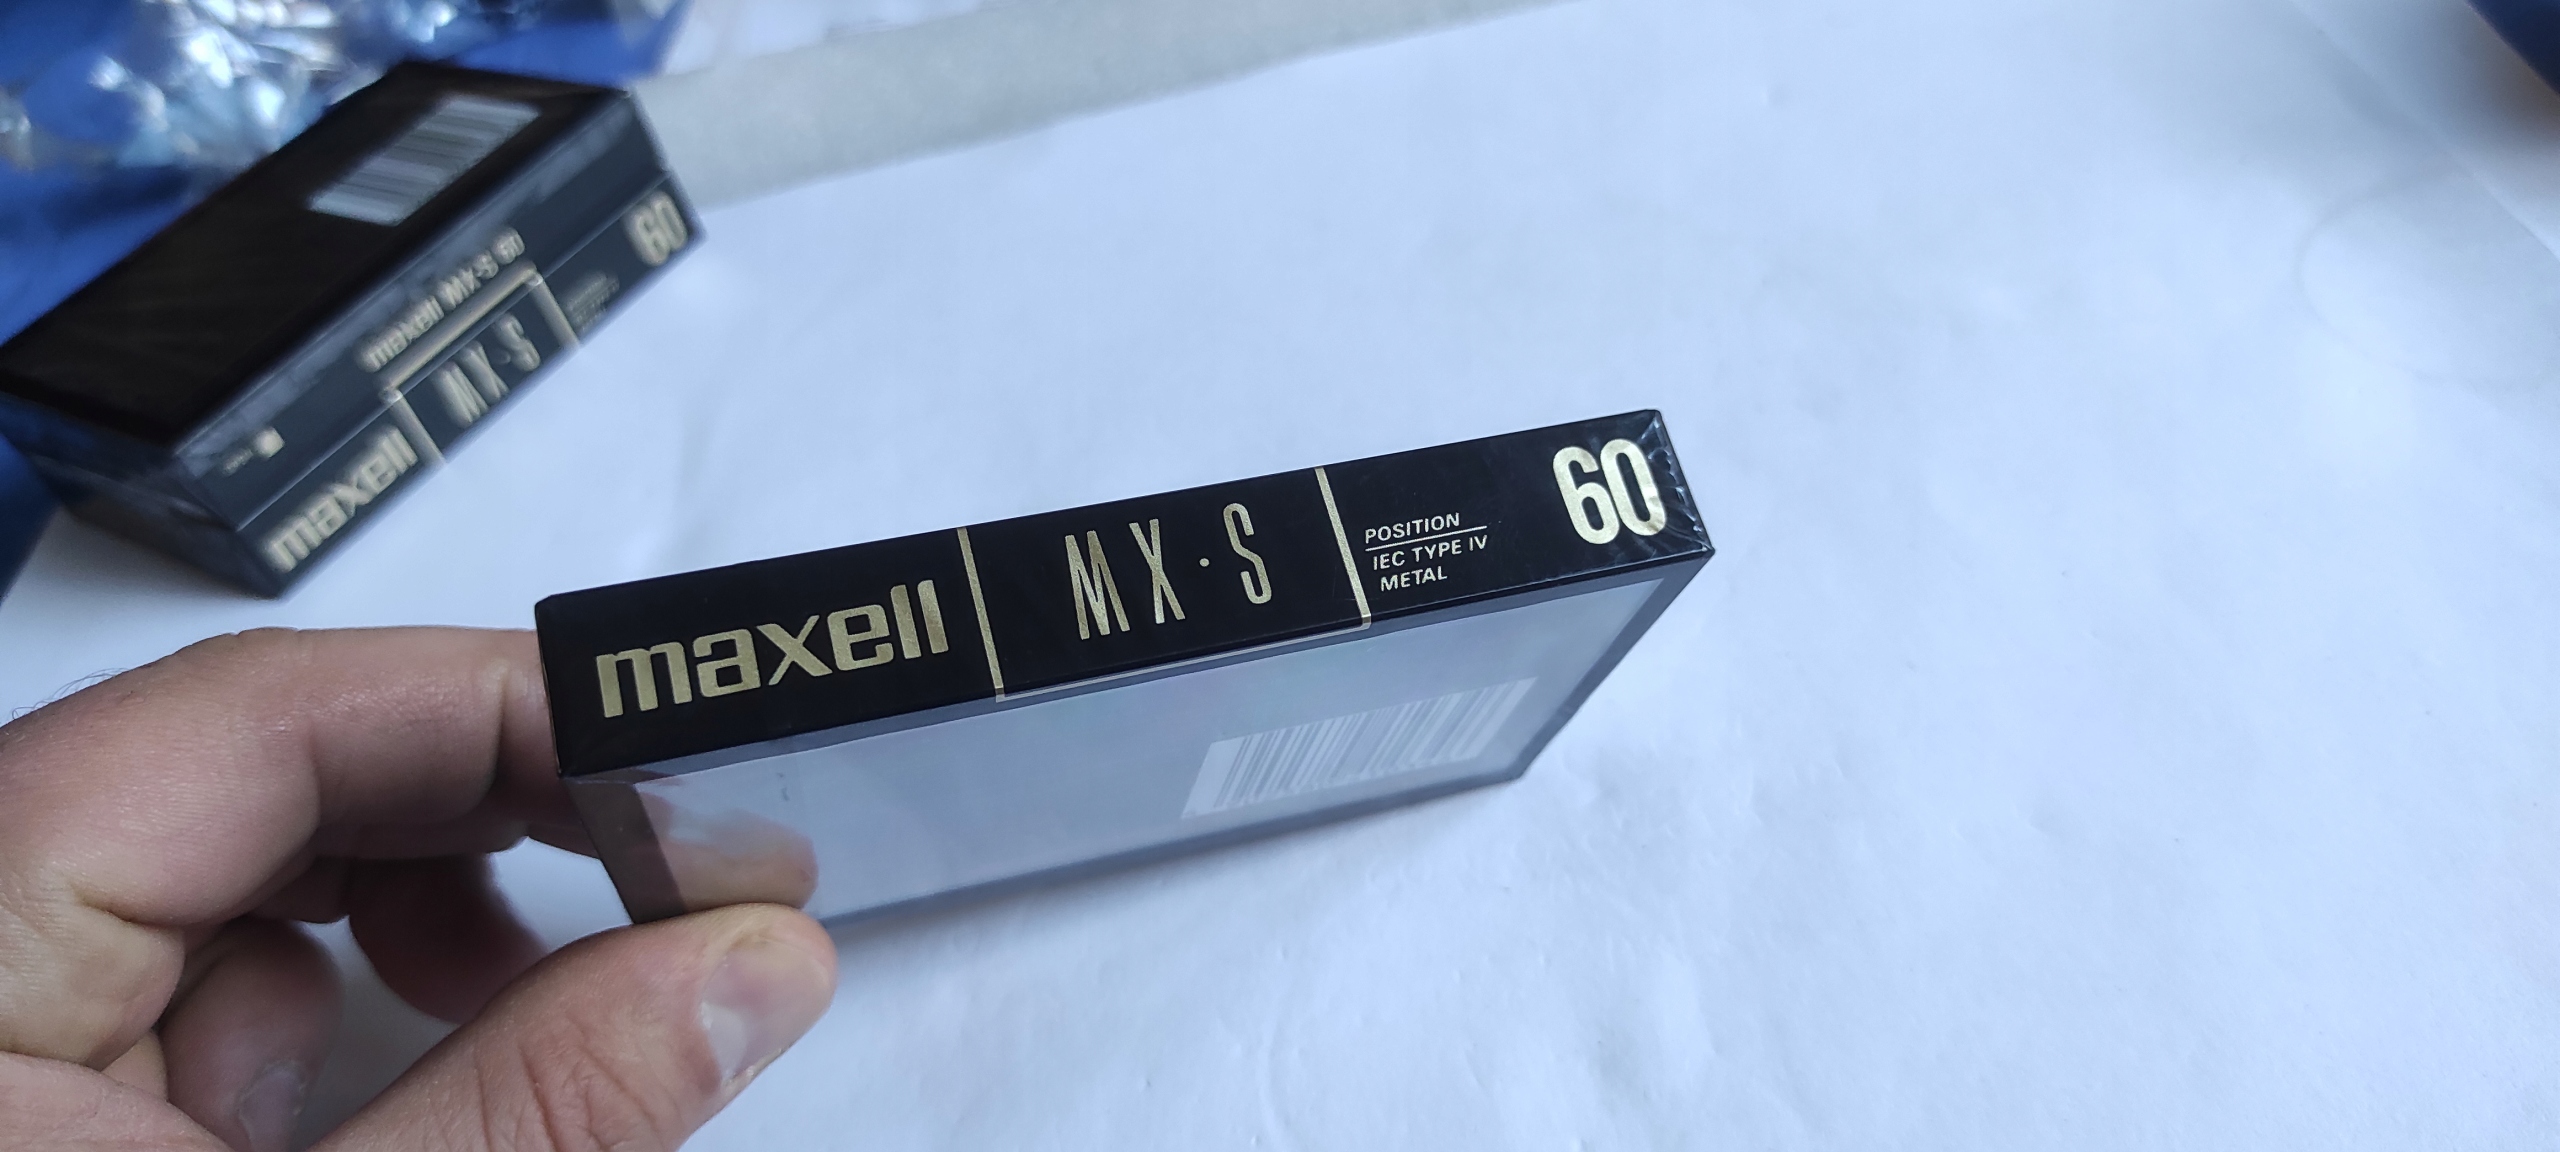 maxell MX·S 60
maxell
MX·S
60
maxell
MX·S
POSITION
IEC TYPE IV
METAL
60